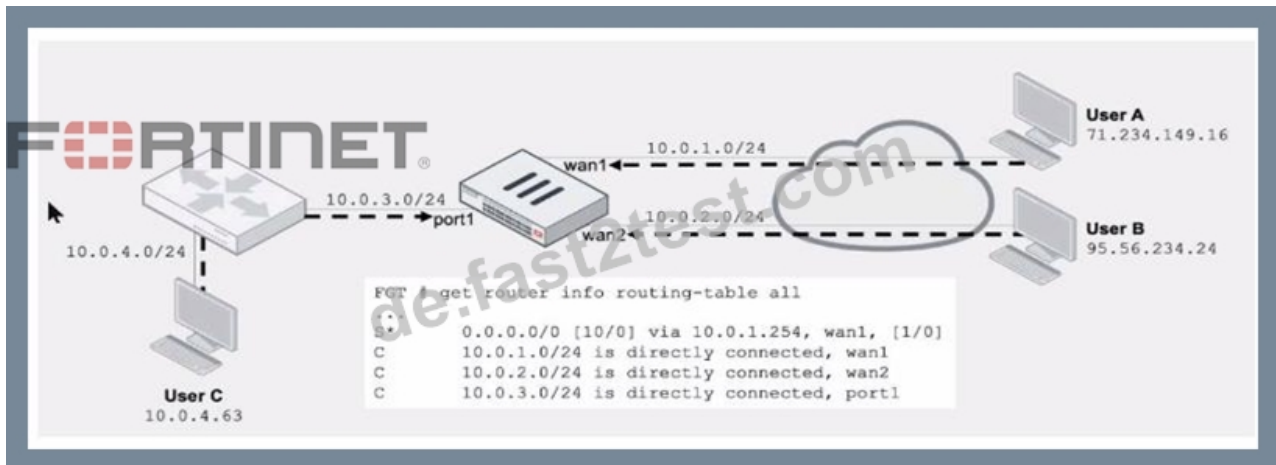 FORTINET
User A
71.234.149.16
10.0.1.0/24
wan1
10.0.3.0/24
port1
10.0.2.0/24
wan2
User B
95.56.234.24
10.0.4.0/24
de.fast2test.com
FGT # get router info routing-table all
...
S* 0.0.0.0/0 [10/0] via 10.0.1.254, wan1, [1/0]
C 10.0.1.0/24 is directly connected, wan1
C 10.0.2.0/24 is directly connected, wan2
C 10.0.3.0/24 is directly connected, port1
User C
10.0.4.63